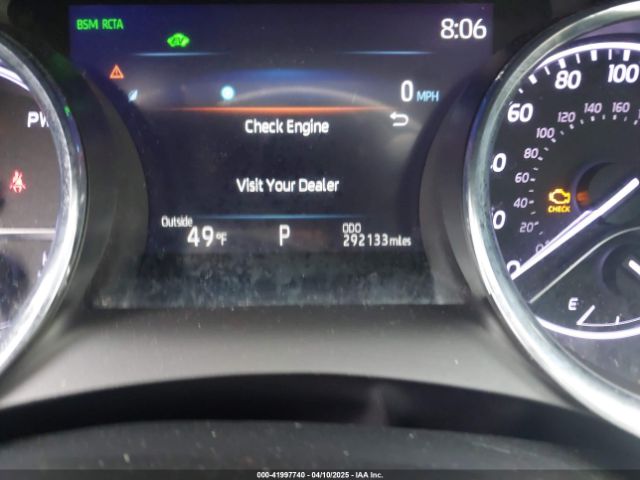 BSM RCTA
8:06
EV
0 MPH
Check Engine
Visit Your Dealer
Outside
49°F
P
ODO
292133 miles
60
80
100
20
40
60
80
100
120
140
160
CHECK
E
000-41997740 - 04/10/2025 - IAA Inc.